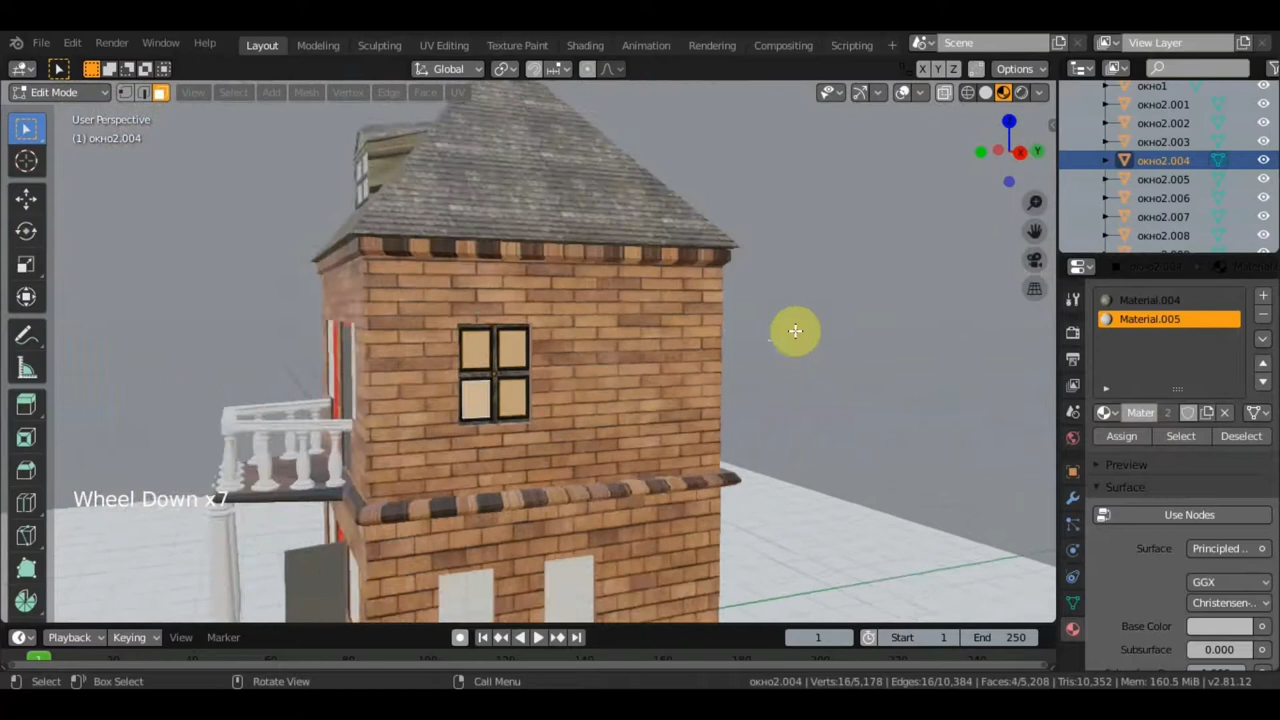 File Edit Render Window Help Layout Modeling Sculpting UV Editing Texture Paint Shading Animation Rendering Compositing Scripting + Scene View Layer
Global X Y Z Options
Edit Mode View Select Add Mesh Vertex Edge Face UV
User Perspective
(1) окно2.004
X Y
Wheel Down x7
окно1
окно2.001
окно2.002
окно2.003
окно2.004
окно2.005
окно2.006
окно2.007
окно2.008
Material.004
Material.005
Mater 2
Assign Select Deselect
Preview
Surface
Use Nodes
Surface Principled ..
GGX
Christensen-..
Base Color
Subsurface 0.000
Playback Keying View Marker 1 Start 1 End 250
Select Box Select Rotate View Call Menu окно2.004 | Verts:16/5,178 | Edges:16/10,384 | Faces:4/5,208 | Tris:10,352 | Mem: 160.5 MiB | v2.81.12